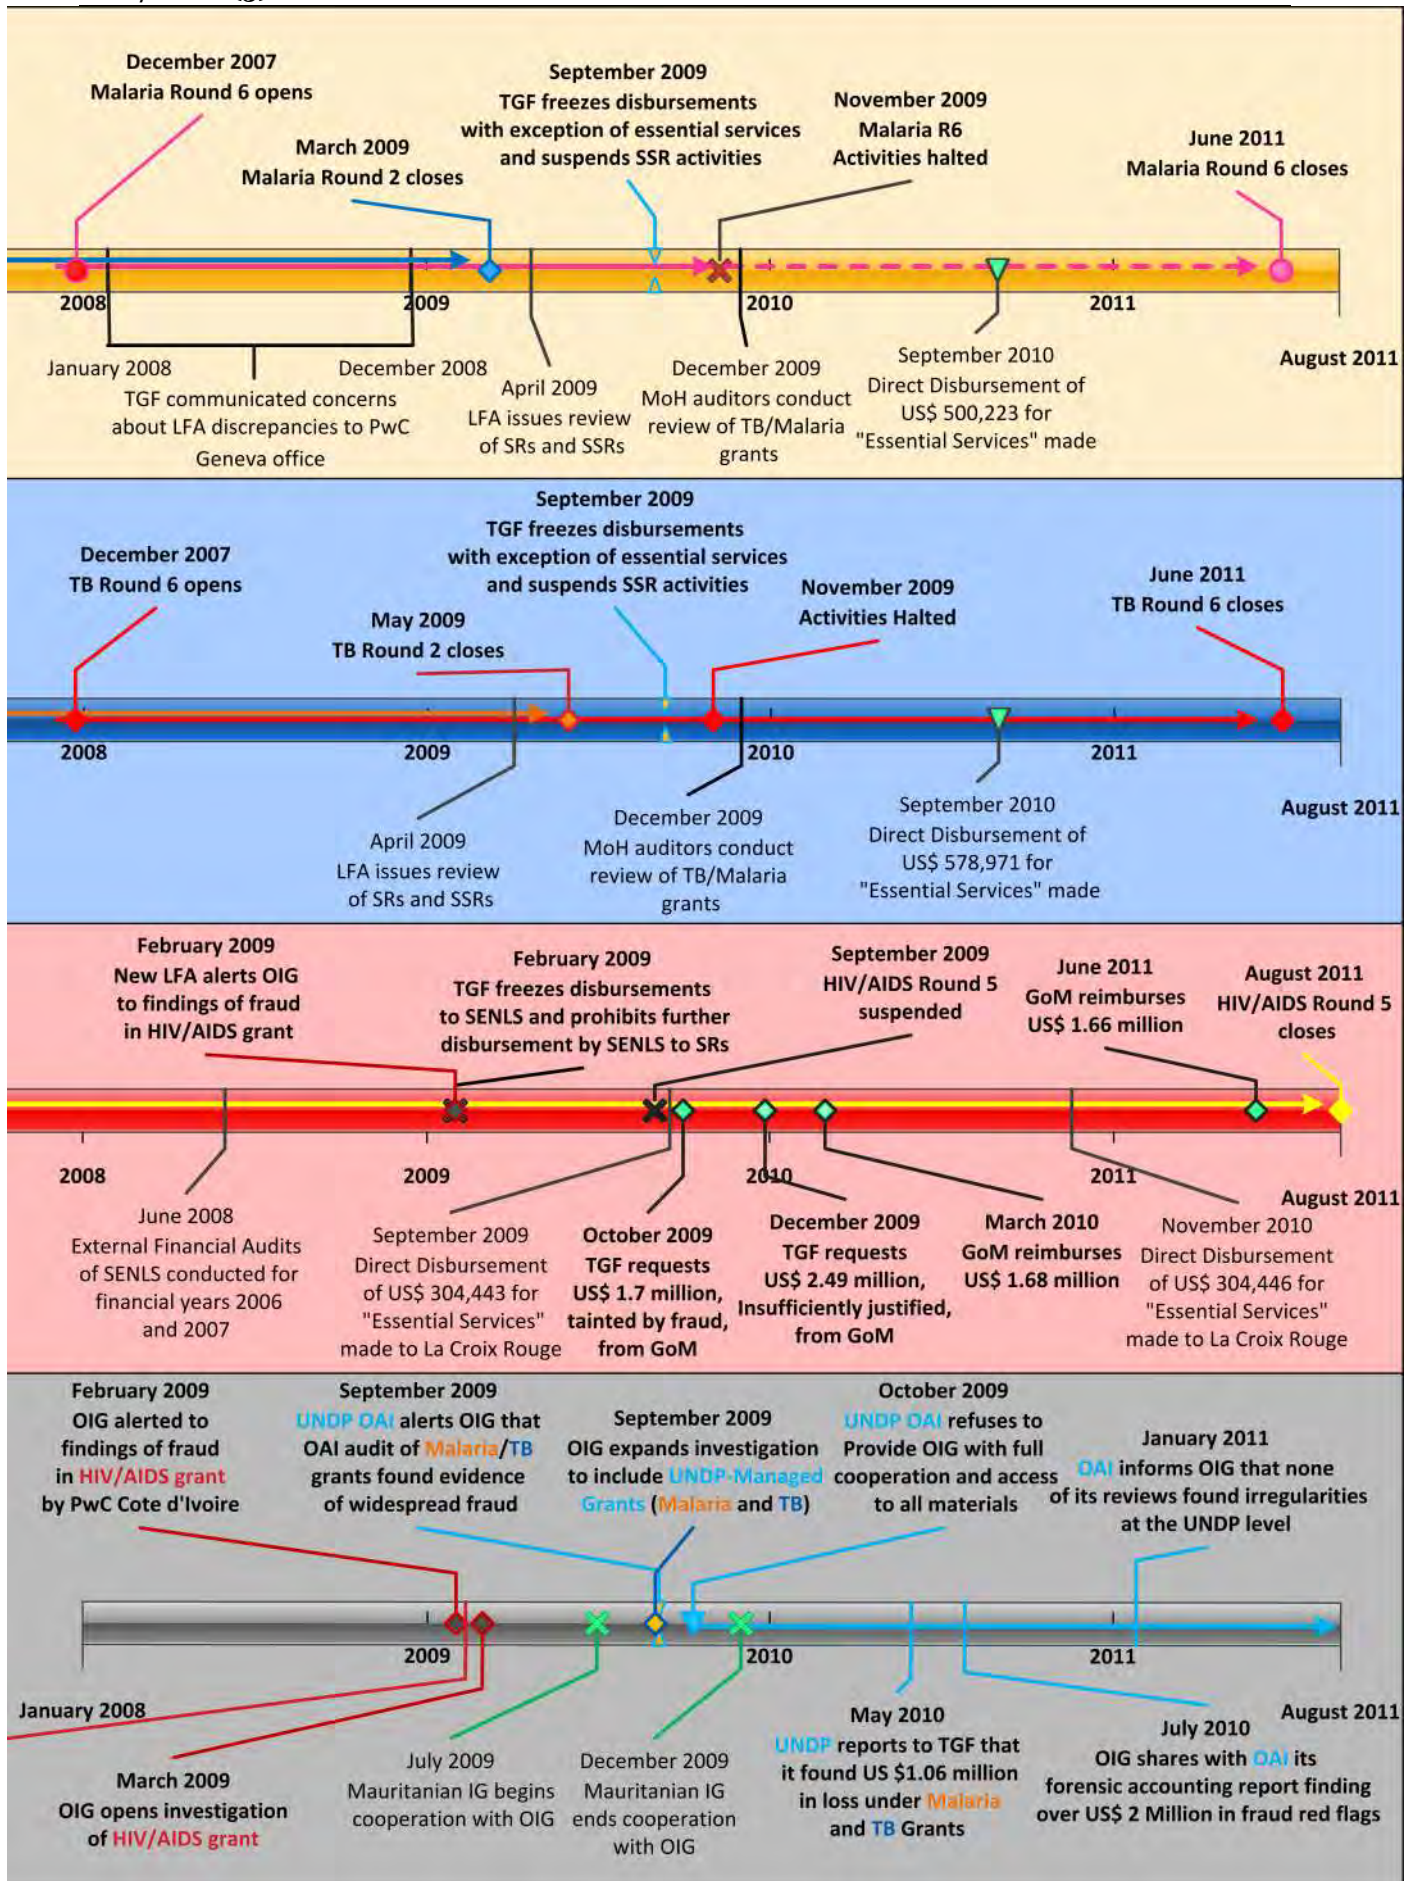 December 2007
Malaria Round 6 opens
March 2009
Malaria Round 2 closes
September 2009
TGF freezes disbursements
with exception of essential services
and suspends SSR activities
November 2009
Malaria R6
Activities halted
June 2011
Malaria Round 6 closes
2008
2009
2010
2011
January 2008
December 2008
TGF communicated concerns
about LFA discrepancies to PwC
Geneva office
April 2009
LFA issues review
of SRs and SSRs
December 2009
MoH auditors conduct
review of TB/Malaria
grants
September 2010
Direct Disbursement of
US$ 500,223 for
"Essential Services" made
August 2011
December 2007
TB Round 6 opens
May 2009
TB Round 2 closes
September 2009
TGF freezes disbursements
with exception of essential services
and suspends SSR activities
November 2009
Activities Halted
June 2011
TB Round 6 closes
2008
2009
2010
2011
April 2009
LFA issues review
of SRs and SSRs
December 2009
MoH auditors conduct
review of TB/Malaria
grants
September 2010
Direct Disbursement of
US$ 578,971 for
"Essential Services" made
August 2011
February 2009
New LFA alerts OIG
to findings of fraud
in HIV/AIDS grant
February 2009
TGF freezes disbursements
to SENLS and prohibits further
disbursement by SENLS to SRs
September 2009
HIV/AIDS Round 5
suspended
June 2011
GoM reimburses
US$ 1.66 million
August 2011
HIV/AIDS Round 5
closes
2008
2009
2010
2011
August 2011
June 2008
External Financial Audits
of SENLS conducted for
financial years 2006
and 2007
September 2009
Direct Disbursement
of US$ 304,443 for
"Essential Services"
made to La Croix Rouge
October 2009
TGF requests
US$ 1.7 million,
tainted by fraud,
from GoM
December 2009
TGF requests
US$ 2.49 million,
Insufficiently justified,
from GoM
March 2010
GoM reimburses
US$ 1.68 million
November 2010
Direct Disbursement
of US$ 304,446 for
"Essential Services"
made to La Croix Rouge
February 2009
OIG alerted to
findings of fraud
in HIV/AIDS grant
by PwC Cote d'Ivoire
September 2009
UNDP OAI alerts OIG that
OAI audit of Malaria/TB
grants found evidence
of widespread fraud
September 2009
OIG expands investigation
to include UNDP-Managed
Grants (Malaria and TB)
October 2009
UNDP OAI refuses to
Provide OIG with full
cooperation and access
to all materials
January 2011
OAI informs OIG that none
of its reviews found irregularities
at the UNDP level
2009
2010
2011
January 2008
August 2011
March 2009
OIG opens investigation
of HIV/AIDS grant
July 2009
Mauritanian IG begins
cooperation with OIG
December 2009
Mauritanian IG
ends cooperation
with OIG
May 2010
UNDP reports to TGF that
it found US $1.06 million
in loss under Malaria
and TB Grants
July 2010
OIG shares with OAI its
forensic accounting report finding
over US$ 2 Million in fraud red flags